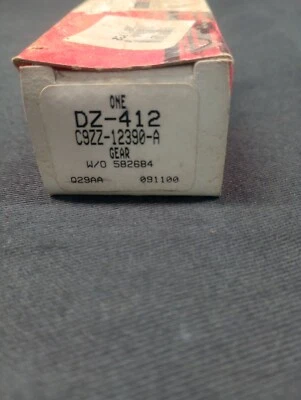 ONE
DZ-412
C9ZZ-12390-A
GEAR
W/O 582684
Q29AA 091100